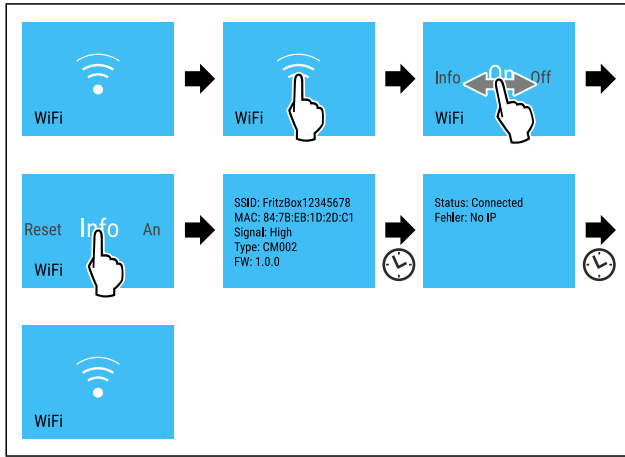 WiFi
WiFi
Info On Off
WiFi
Reset Info An
WiFi
SSID: FritzBox12345678
MAC: 84:7B:EB:1D:2D:C1
Signal: High
Type: CM002
FW: 1.0.0
Status: Connected
Fehler: No IP
WiFi